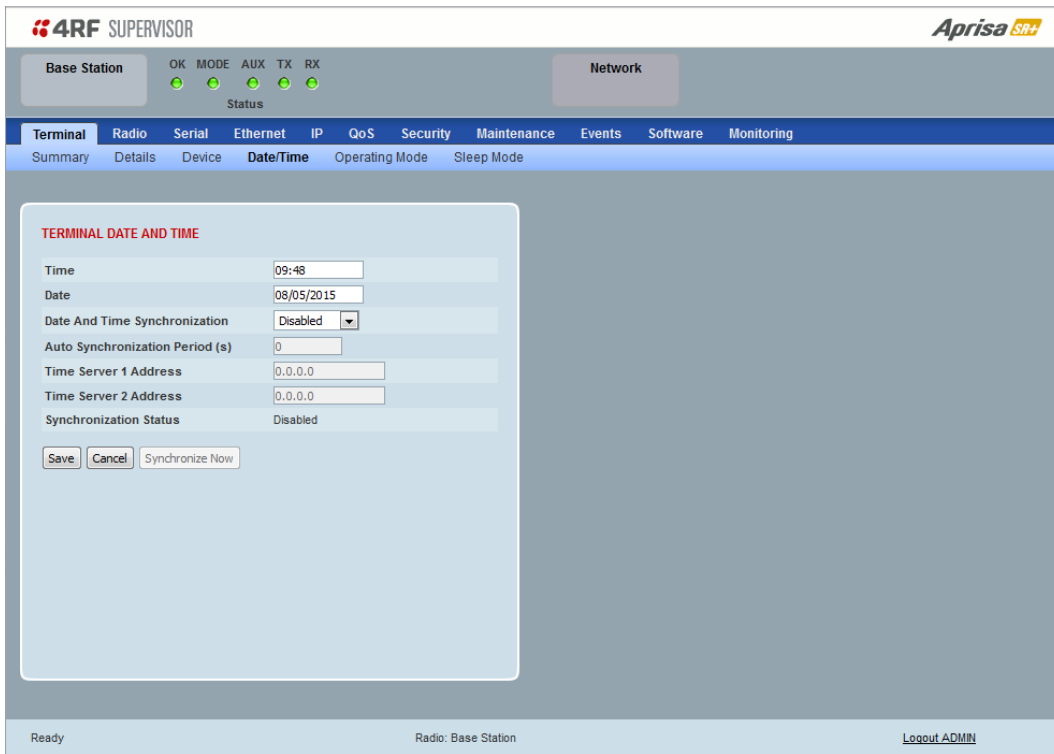 4RF SUPERVISOR
Aprisa SR+
Base Station
OK MODE AUX TX RX
Status
Network
Terminal Radio Serial Ethernet IP QoS Security Maintenance Events Software Monitoring
Summary Details Device Date/Time Operating Mode Sleep Mode
TERMINAL DATE AND TIME
Time 09:48
Date 08/05/2015
Date And Time Synchronization Disabled
Auto Synchronization Period (s) 0
Time Server 1 Address 0.0.0.0
Time Server 2 Address 0.0.0.0
Synchronization Status Disabled
Save Cancel Synchronize Now
Ready Radio: Base Station Logout ADMIN